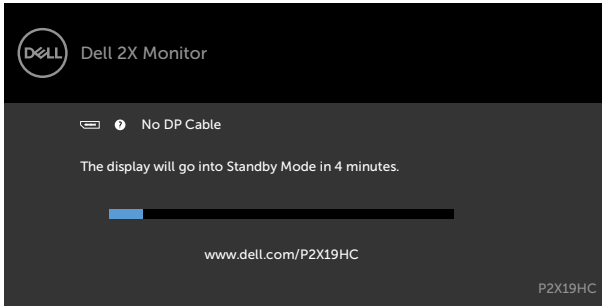 DELL Dell 2X Monitor
? No DP Cable
The display will go into Standby Mode in 4 minutes.
www.dell.com/P2X19HC
P2X19HC